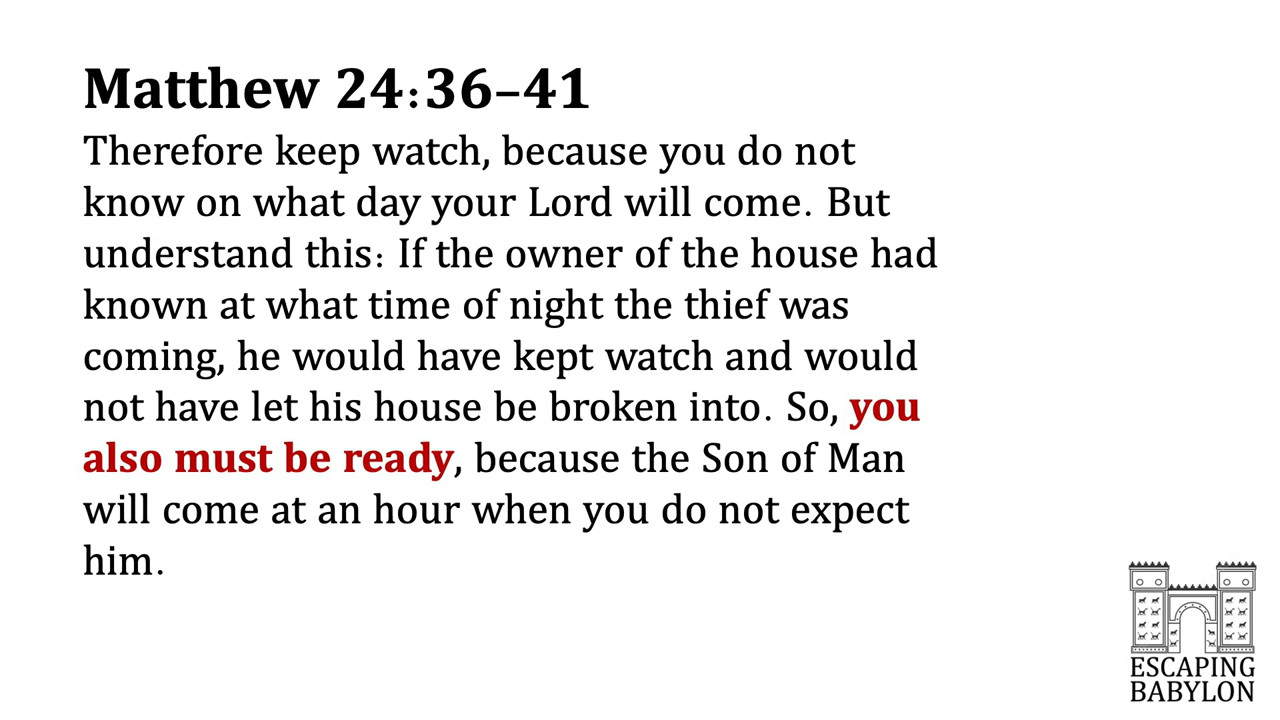 Matthew 24:36–41
Therefore keep watch, because you do not
know on what day your Lord will come. But
understand this: If the owner of the house had
known at what time of night the thief was
coming, he would have kept watch and would
not have let his house be broken into. So, you
also must be ready, because the Son of Man
will come at an hour when you do not expect
him.
ESCAPING
BABYLON